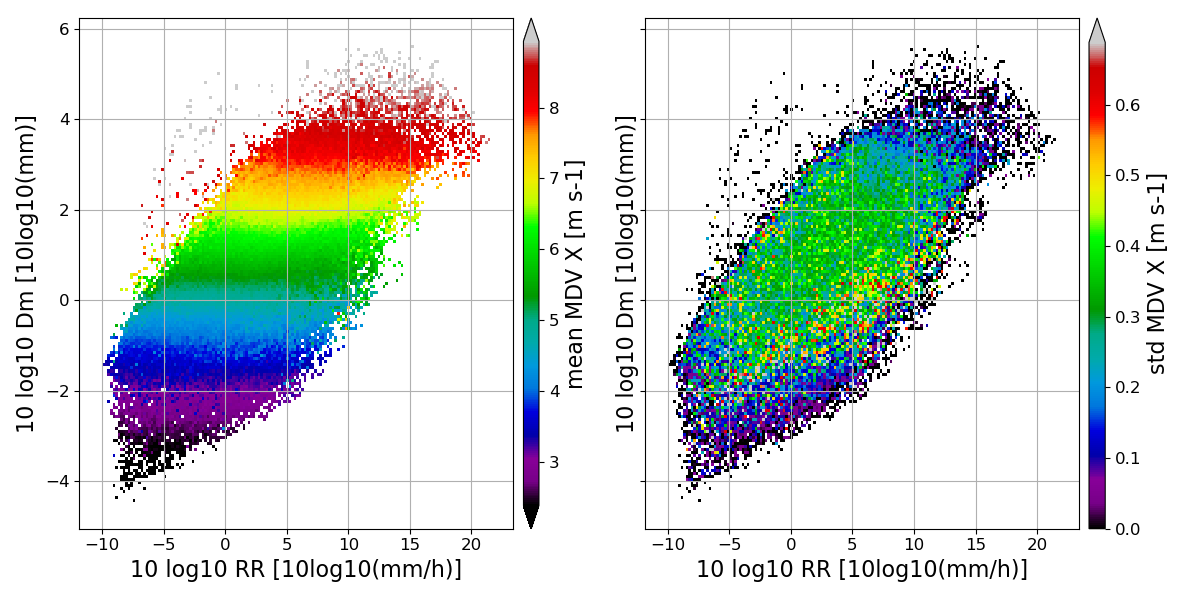 6
4
2
0
−2
−4
−10 −5 0 5 10 15 20
10 log10 Dm [10log10(mm)]
10 log10 RR [10log10(mm/h)]
8
7
6
5
4
3
mean MDV X [m s-1]
−10 −5 0 5 10 15 20
10 log10 Dm [10log10(mm)]
10 log10 RR [10log10(mm/h)]
0.6
0.5
0.4
0.3
0.2
0.1
0.0
std MDV X [m s-1]